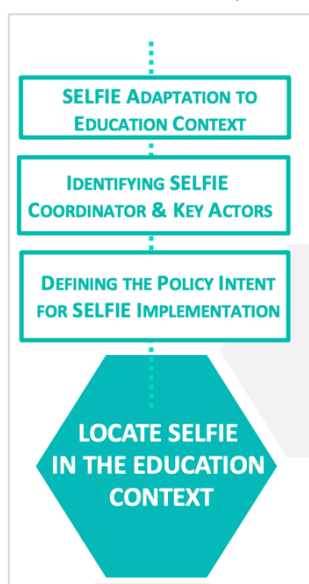 SELFIE ADAPTATION TO
EDUCATION CONTEXT
IDENTIFYING SELFIE
COORDINATOR & KEY ACTORS
DEFINING THE POLICY INTENT
FOR SELFIE IMPLEMENTATION
LOCATE SELFIE
IN THE EDUCATION
CONTEXT